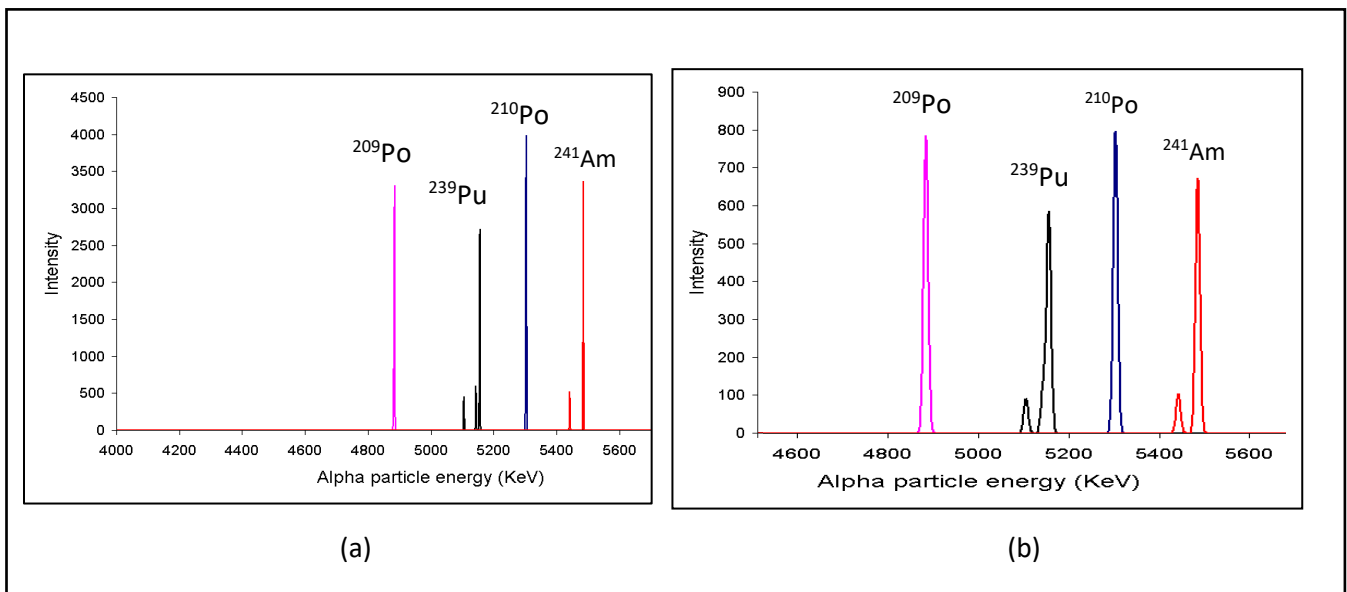 4500
4000
3500
3000
2500
2000
1500
1000
500
0
Intensity
²⁰⁹Po
²³⁹Pu
²¹⁰Po
²⁴¹Am
4000 4200 4400 4600 4800 5000 5200 5400 5600
Alpha particle energy (KeV)
(a)
900
800
700
600
500
400
300
200
100
0
Intensity
²⁰⁹Po
²³⁹Pu
²¹⁰Po
²⁴¹Am
4600 4800 5000 5200 5400 5600
Alpha particle energy (KeV)
(b)